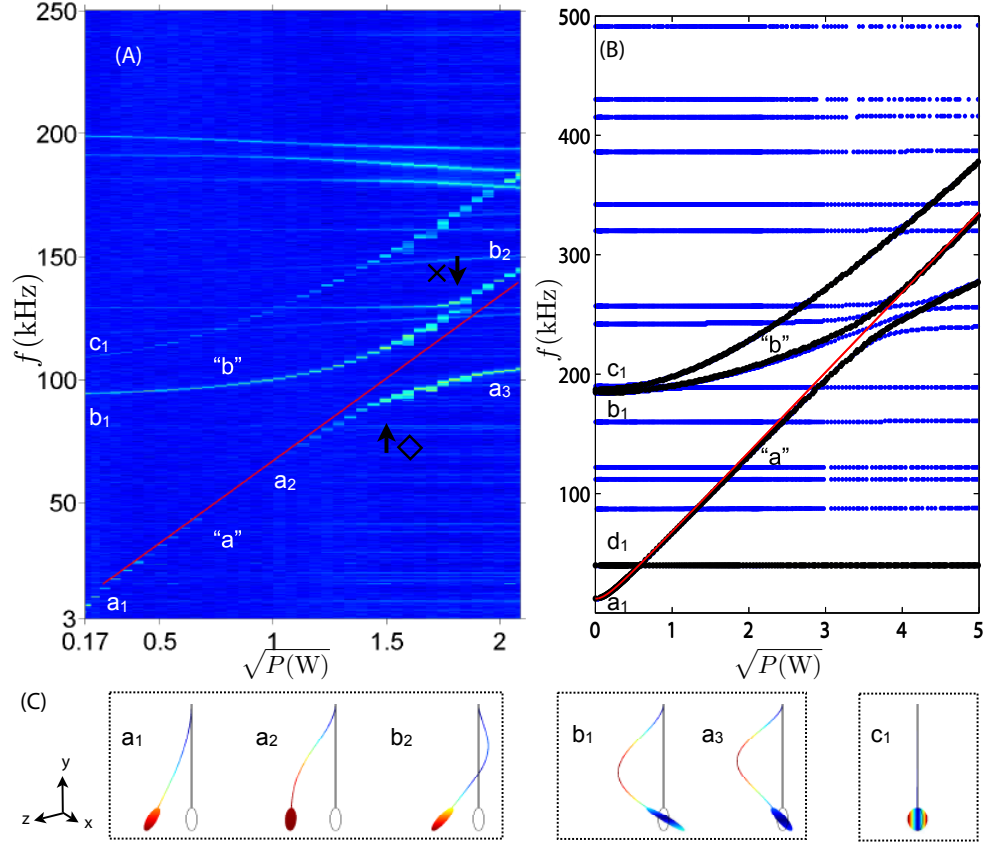 (A)
250
200
150
100
50
3
f (kHz)
c1
b1
"b"
a2
"a"
a1
b2
a3
×
0.17 0.5 1 1.5 2
√P(W)
(B)
500
400
300
200
100
f (kHz)
c1
b1
"b"
"a"
d1
a1
0 1 2 3 4 5
√P(W)
(C)
a1 a2 b2
b1 a3
c1
y
z x